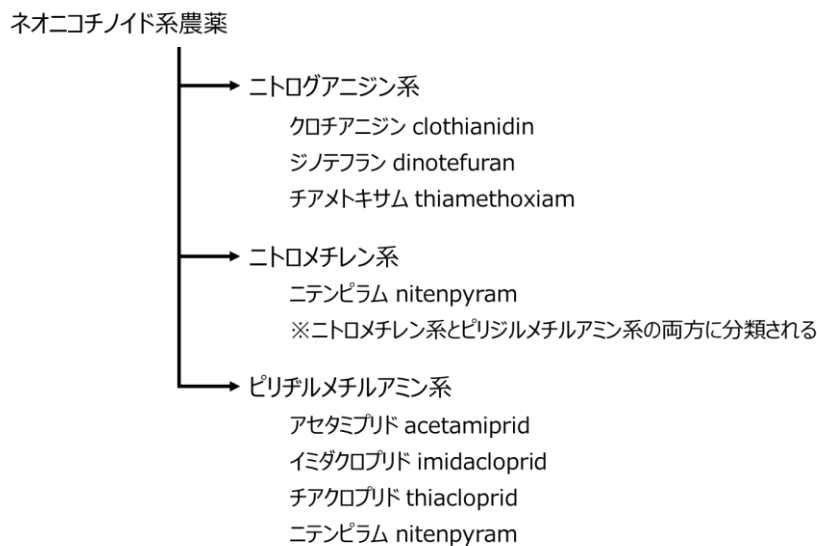 ネオニコチノイド系農薬
ニトログアニジン系
クロチアニジン clothianidin
ジノテフラン dinotefuran
チアメトキサム thiamethoxiam
ニトロメチレン系
ニテンピラム nitenpyram
※ニトロメチレン系とピリジルメチルアミン系の両方に分類される
ピリヂルメチルアミン系
アセタミプリド acetamiprid
イミダクロプリド imidacloprid
チアクロプリド thiacloprid
ニテンピラム nitenpyram